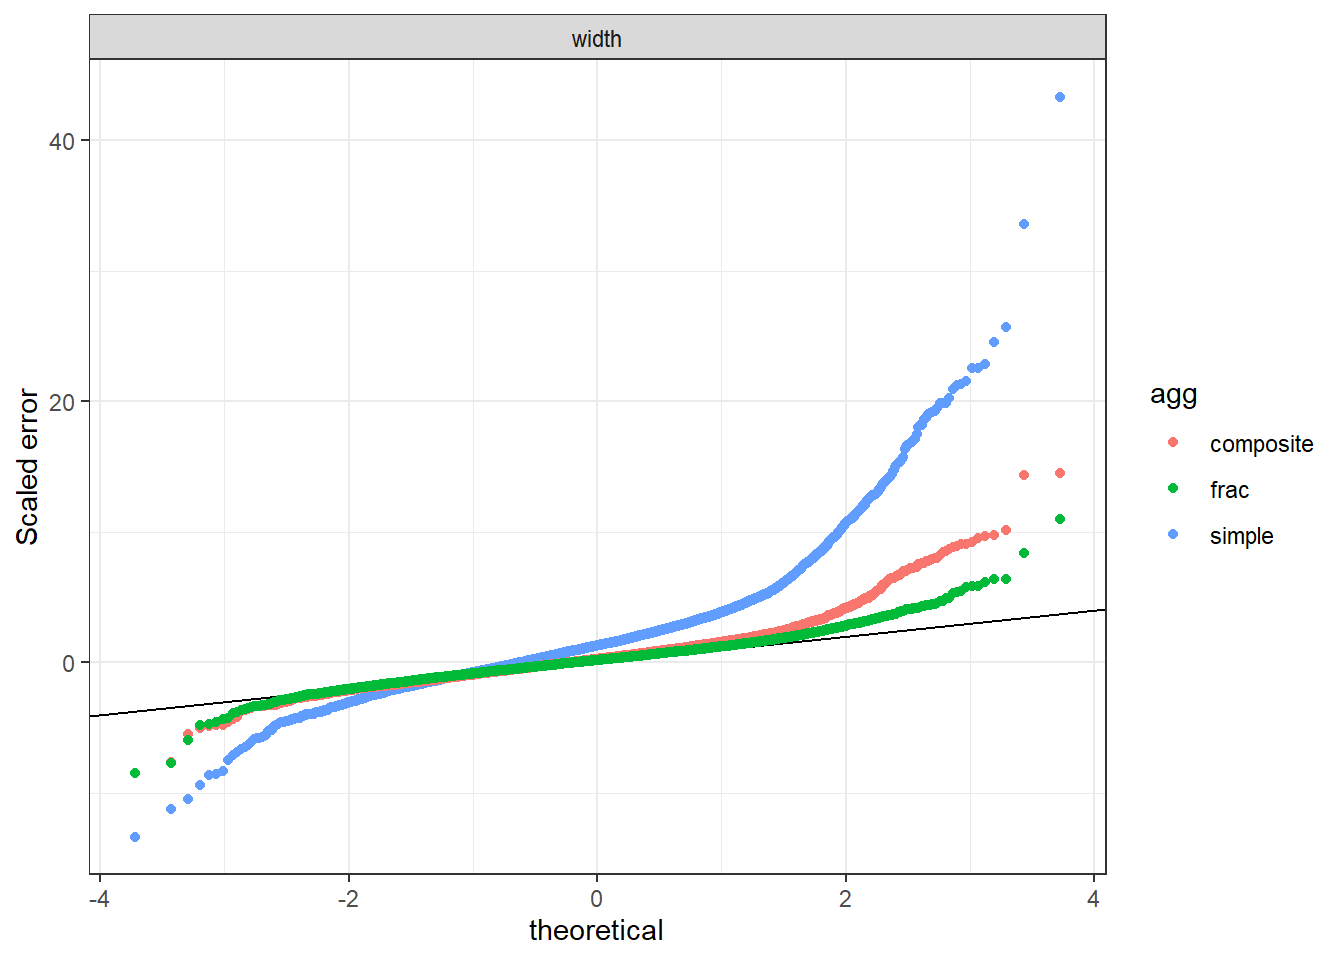 width
Scaled error
40
20
0
-4
-2
0
2
4
theoretical
agg
composite
frac
simple